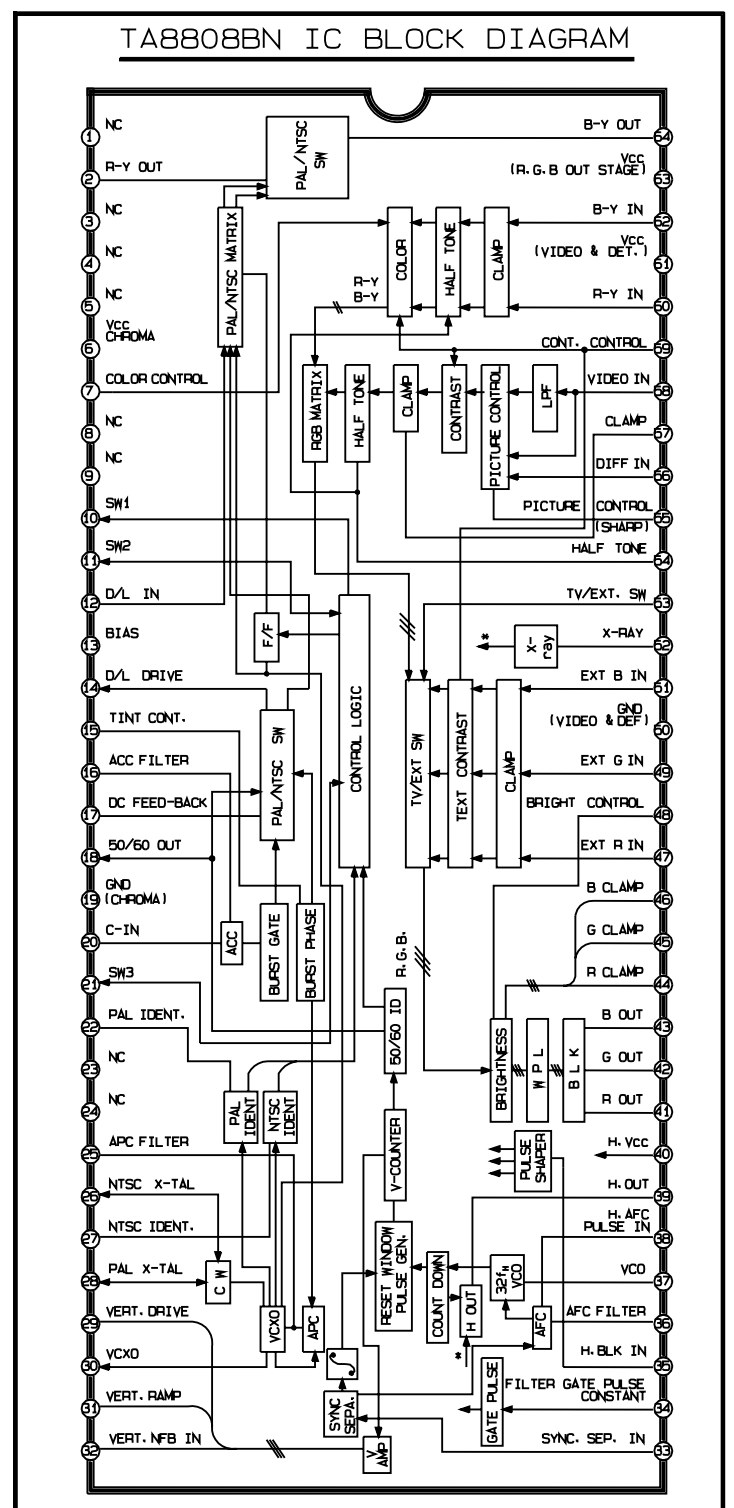 TA8808BN IC BLOCK DIAGRAM
1 NC
2 R-Y OUT
3 NC
4 NC
5 NC
6 Vcc
CHROMA
7 COLOR CONTROL
8 NC
9 NC
10 SW1
11 SW2
12 D/L IN
13 BIAS
14 D/L DRIVE
15 TINT CONT.
16 ACC FILTER
17 DC FEED-BACK
18 50/60 OUT
19 GND
(CHROMA)
20 C-IN
21 SW3
22 PAL IDENT.
23 NC
24 NC
25 APC FILTER
26 NTSC X-TAL
27 NTSC IDENT.
28 PAL X-TAL
29 VERT. DRIVE
30 VCXO
31 VERT. RAMP
32 VERT. NFB IN
B-Y OUT 64
Vcc
(R.G.B OUT STAGE) 63
B-Y IN 62
Vcc
(VIDEO & DET.) 61
R-Y IN 60
CONT. CONTROL 59
VIDEO IN 58
CLAMP 57
DIFF IN 56
PICTURE CONTROL
(SHARP) 55
HALF TONE 54
TV/EXT. SW 53
X-RAY 52
EXT B IN 51
GND
(VIDEO & DEF) 50
EXT G IN 49
BRIGHT CONTROL 48
EXT R IN 47
B CLAMP 46
G CLAMP 45
R CLAMP 44
B OUT 43
G OUT 42
R OUT 41
H. Vcc 40
H. OUT 39
H. AFC
PULSE IN 38
VCO 37
AFC FILTER 36
H. BLK IN 35
FILTER GATE PULSE
CONSTANT 34
SYNC. SEP. IN 33
PAL/NTSC
SW
PAL/NTSC MATRIX
COLOR
HALF TONE
CLAMP
R-Y
B-Y
RGB MATRIX
HALF TONE
CLAMP
CONTRAST
PICTURE CONTROL
LPF
F/F
CONTROL LOGIC
*
X-
ray
PAL/NTSC SW
TV/EXT SW
TEXT CONTRAST
CLAMP
ACC
BURST GATE
BURST PHASE
R.G.B.
50/60 ID
BRIGHTNESS
W P L
B L K
PAL
IDENT
NTSC
IDENT
V-COUNTER
PULSE
SHAPER
C W
VCXO
APC
RESET WINDOW
PULSE GEN.
COUNT DOWN
H OUT
32fH
VCO
AFC
*
SYNC
SEPA.
V
AMP
GATE PULSE